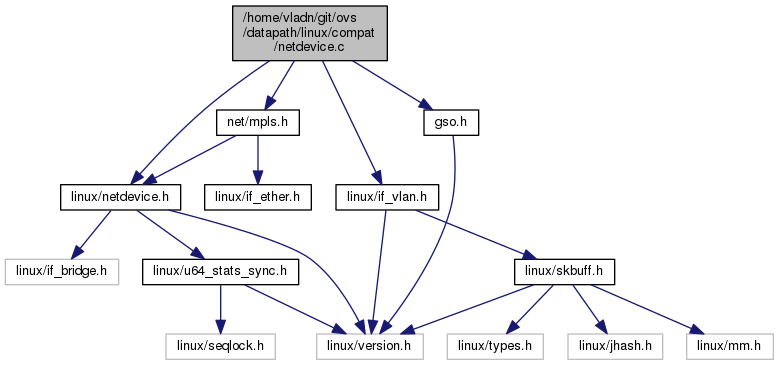 /home/vladn/git/ovs
/datapath/linux/compat
/netdevice.c
net/mpls.h
gso.h
linux/netdevice.h
linux/if_ether.h
linux/if_vlan.h
linux/if_bridge.h
linux/u64_stats_sync.h
linux/skbuff.h
linux/seqlock.h
linux/version.h
linux/types.h
linux/jhash.h
linux/mm.h